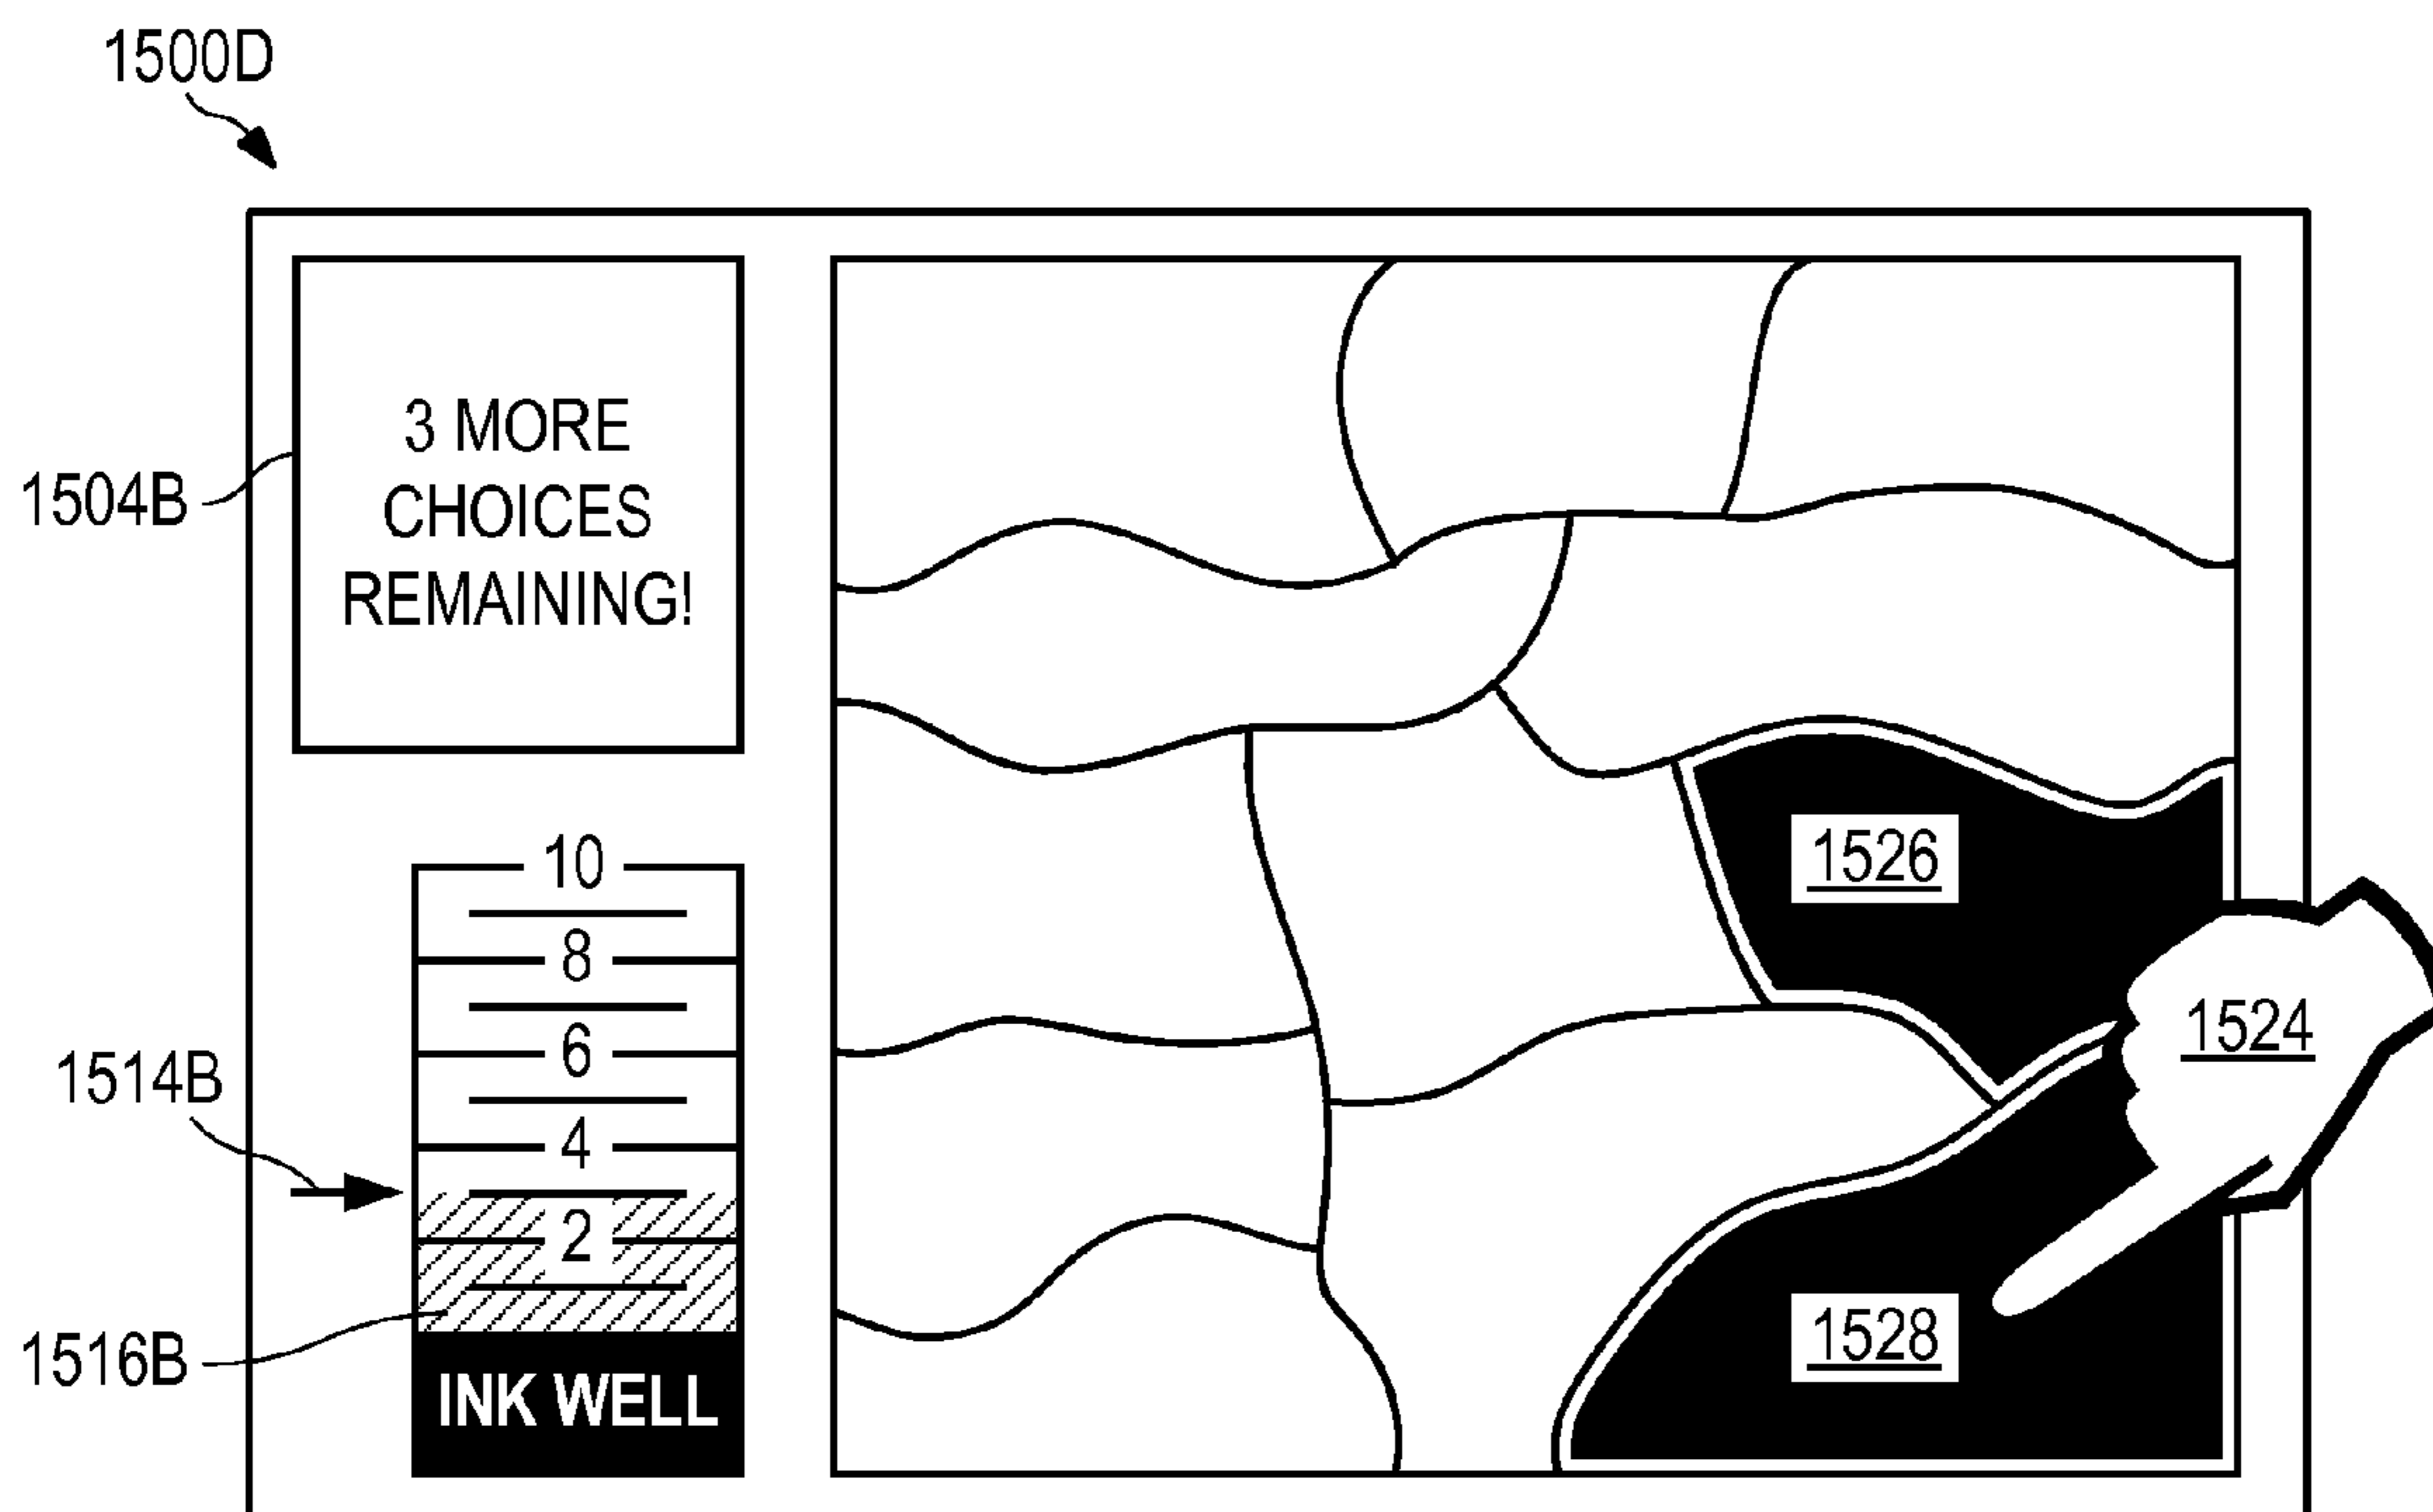 1500D
1504B
3 MORE
CHOICES
REMAINING!
10
8
6
4
2
INK WELL
1514B
1516B
1526
1524
1528